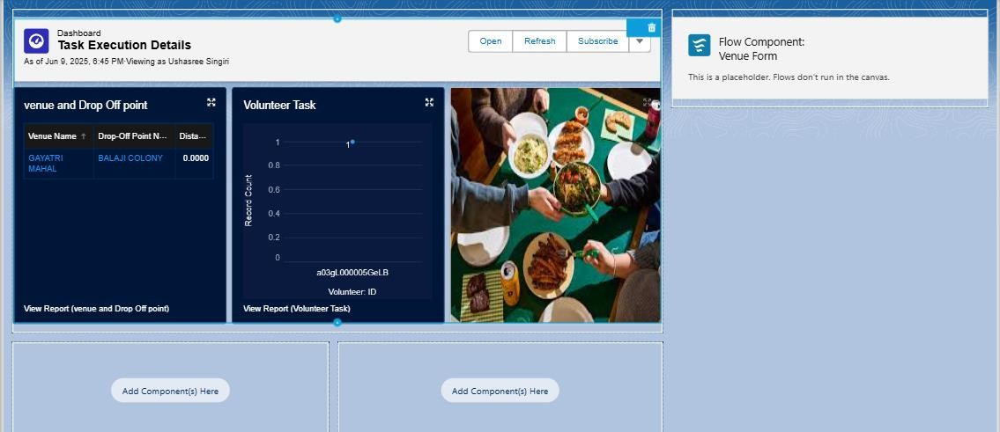 Dashboard
Task Execution Details
As of Jun 9, 2025, 6:45 PM·Viewing as Ushasree Singiri
Open
Refresh
Subscribe
Flow Component:
Venue Form
This is a placeholder. Flows don't run in the canvas.
venue and Drop Off point
Venue Name ↑ Drop-Off Point N... Dista...
GAYATRI MAHAL BALAJI COLONY 0.0000
View Report (venue and Drop Off point)
Volunteer Task
Record Count
1
0.8
0.6
0.4
0.2
0
1
a03gL000005GeLB
Volunteer: ID
View Report (Volunteer Task)
Add Component(s) Here
Add Component(s) Here